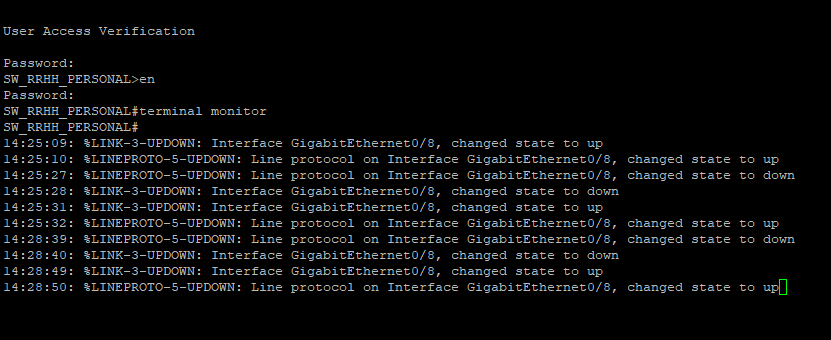 User Access Verification
Password:
SW_RRHH_PERSONAL>en
Password:
SW_RRHH_PERSONAL#terminal monitor
SW_RRHH_PERSONAL#
14:25:09: %LINK-3-UPDOWN: Interface GigabitEthernet0/8, changed state to up
14:25:10: %LINEPROTO-5-UPDOWN: Line protocol on Interface GigabitEthernet0/8, changed state to up
14:25:27: %LINEPROTO-5-UPDOWN: Line protocol on Interface GigabitEthernet0/8, changed state to down
14:25:28: %LINK-3-UPDOWN: Interface GigabitEthernet0/8, changed state to down
14:25:31: %LINK-3-UPDOWN: Interface GigabitEthernet0/8, changed state to up
14:25:32: %LINEPROTO-5-UPDOWN: Line protocol on Interface GigabitEthernet0/8, changed state to up
14:28:39: %LINEPROTO-5-UPDOWN: Line protocol on Interface GigabitEthernet0/8, changed state to down
14:28:40: %LINK-3-UPDOWN: Interface GigabitEthernet0/8, changed state to down
14:28:49: %LINK-3-UPDOWN: Interface GigabitEthernet0/8, changed state to up
14:28:50: %LINEPROTO-5-UPDOWN: Line protocol on Interface GigabitEthernet0/8, changed state to up